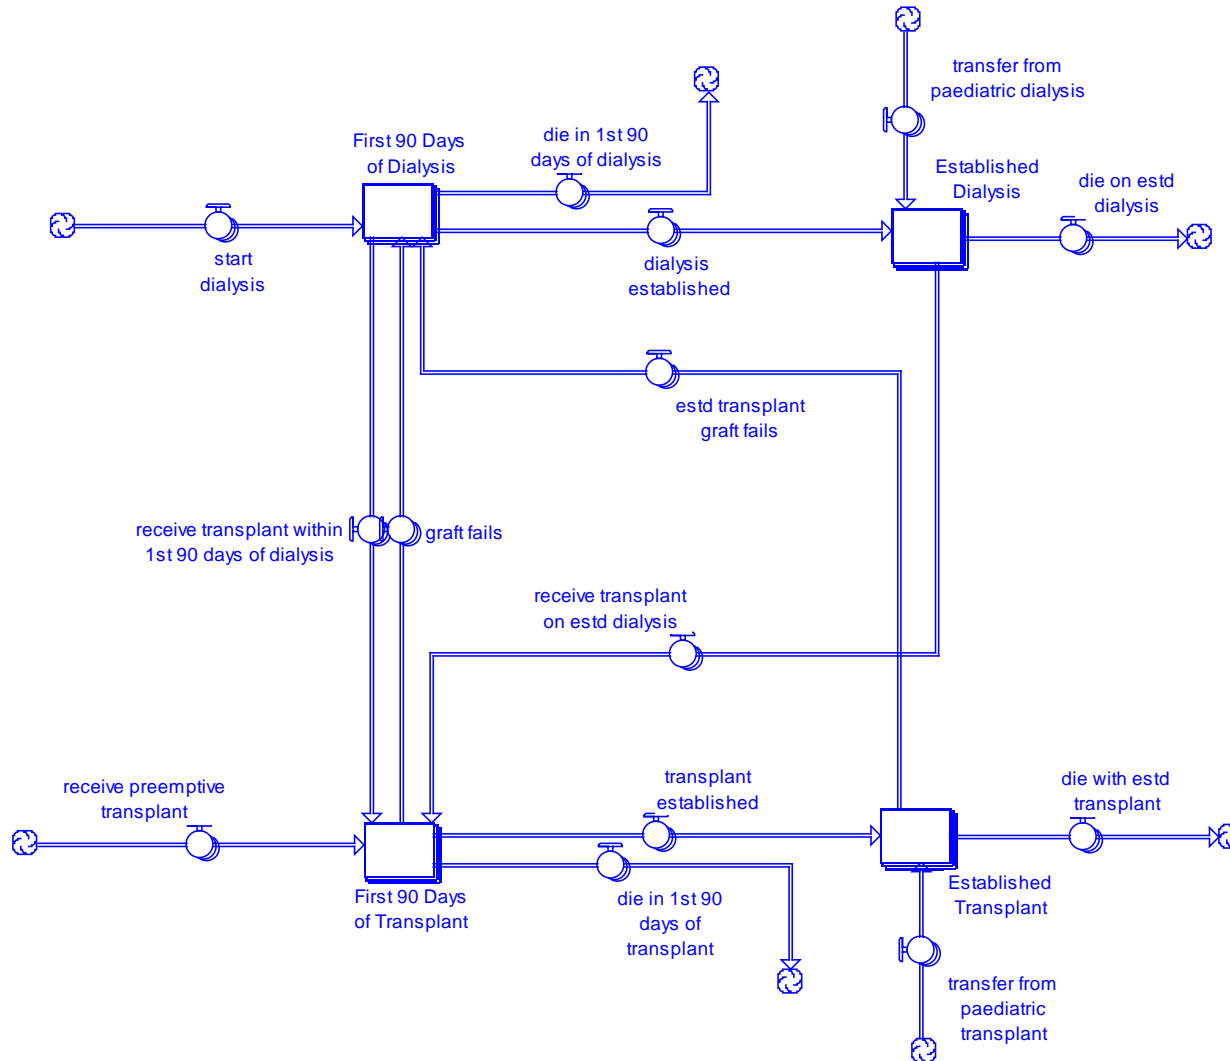 transfer from
paediatric dialysis
First 90 Days
of Dialysis
die in 1st 90
days of dialysis
Established
Dialysis
die on estd
dialysis
start
dialysis
dialysis
established
estd transplant
graft fails
receive transplant within
1st 90 days of dialysis
graft fails
receive transplant
on estd dialysis
receive preemptive
transplant
transplant
established
die with estd
transplant
First 90 Days
of Transplant
die in 1st 90
days of
transplant
Established
Transplant
transfer from
paediatric
transplant